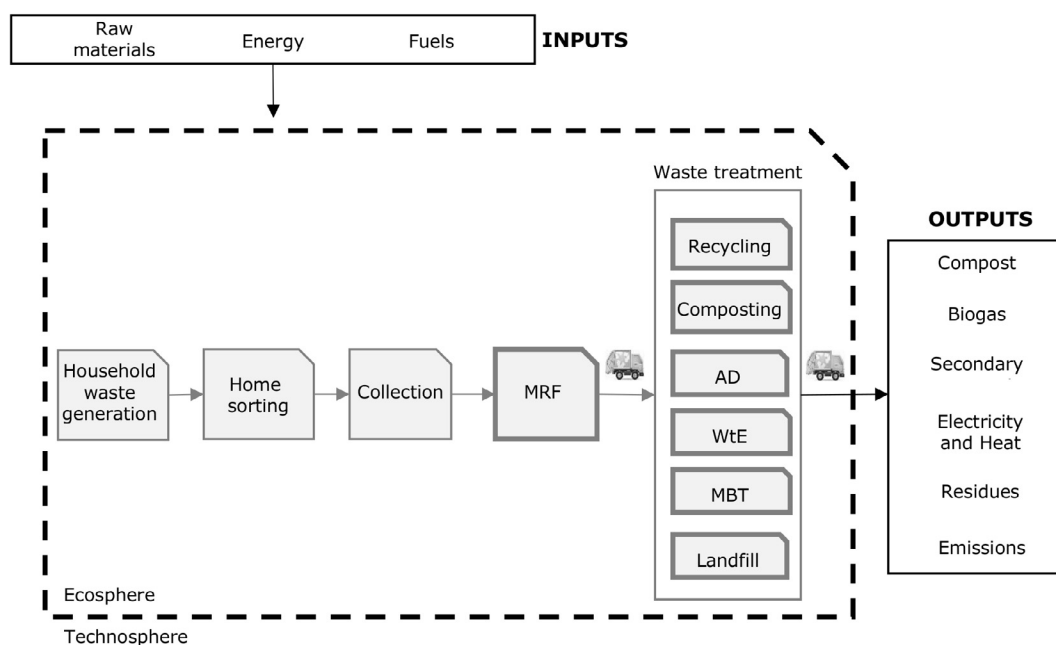 Raw
materials
Energy
Fuels
INPUTS
Waste treatment
Recycling
Composting
AD
WtE
MBT
Landfill
Household
waste
generation
Home
sorting
Collection
MRF
OUTPUTS
Compost
Biogas
Secondary
Electricity
and Heat
Residues
Emissions
Ecosphere
Technosphere